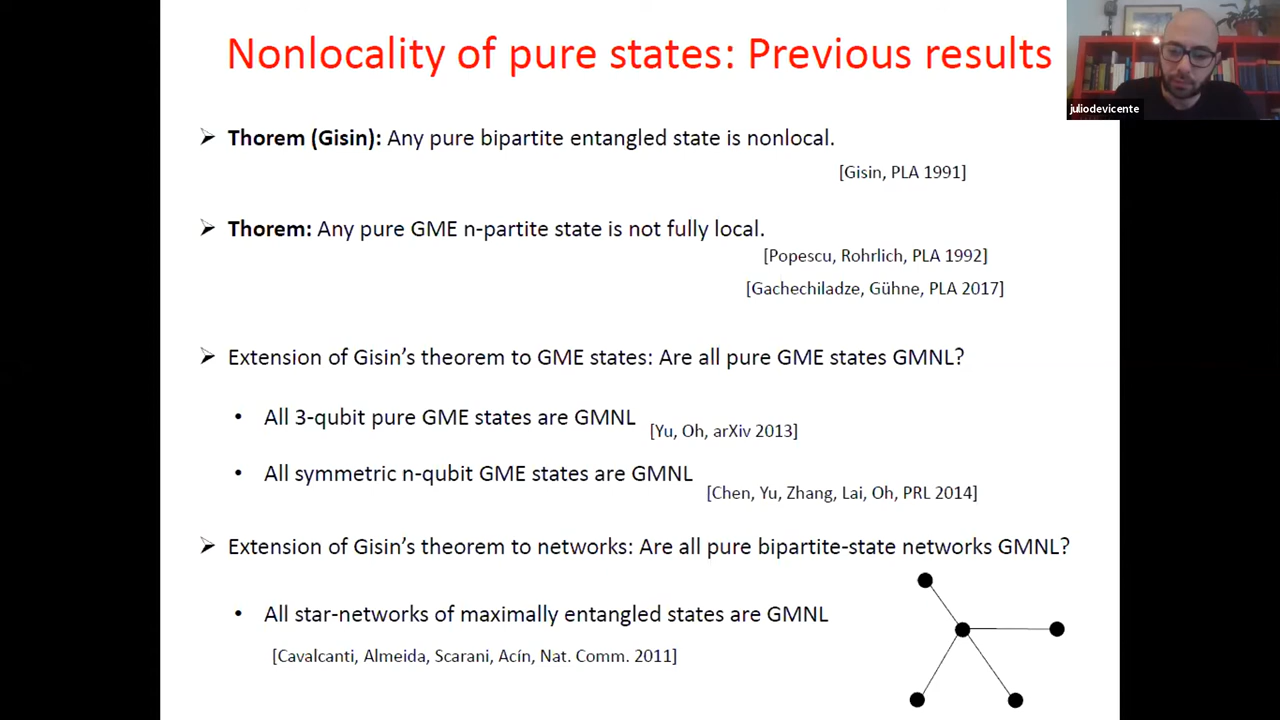 Nonlocality of pure states: Previous results
juliodevicente
➢ Thorem (Gisin): Any pure bipartite entangled state is nonlocal.
[Gisin, PLA 1991]
➢ Thorem: Any pure GME n-partite state is not fully local.
[Popescu, Rohrlich, PLA 1992]
[Gachechiladze, Gühne, PLA 2017]
➢ Extension of Gisin’s theorem to GME states: Are all pure GME states GMNL?
• All 3-qubit pure GME states are GMNL
[Yu, Oh, arXiv 2013]
• All symmetric n-qubit GME states are GMNL
[Chen, Yu, Zhang, Lai, Oh, PRL 2014]
➢ Extension of Gisin’s theorem to networks: Are all pure bipartite-state networks GMNL?
• All star-networks of maximally entangled states are GMNL
[Cavalcanti, Almeida, Scarani, Acín, Nat. Comm. 2011]